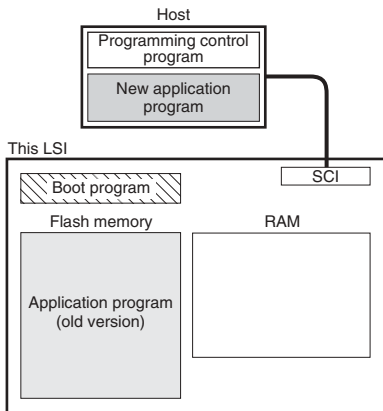 Host
Programming control
program
New application
program
This LSI
SCI
Boot program
Flash memory
RAM
Application program
(old version)